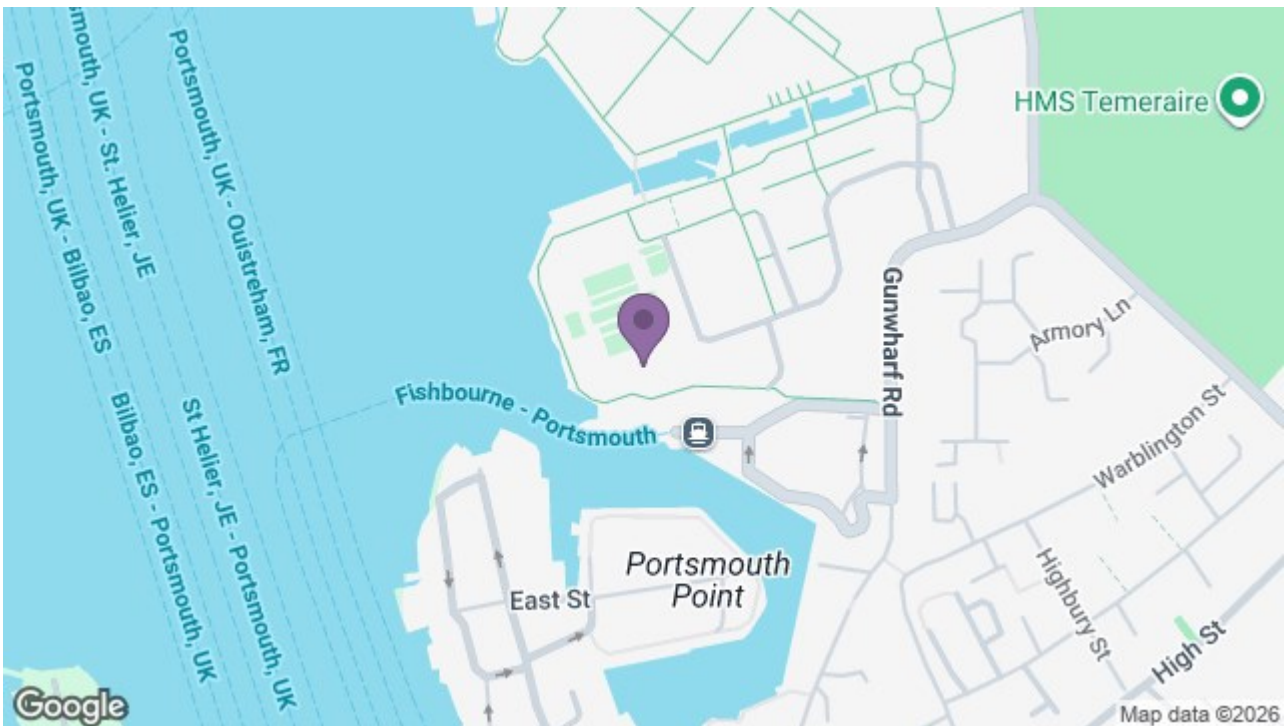 mouth, UK - St. Helier, JE
Portsmouth, UK - Bilbao, ES
Portsmouth, UK - Ouistreham, FR
HMS Temeraire
Gunwharf Rd
Armory Ln
Fishbourne - Portsmouth
Warblington St
Bilbao, ES - Portsmouth, UK
St Helier, JE - Portsmouth, UK
Portsmouth
Point
East St
Highbury St
High St
Google
Map data ©2026